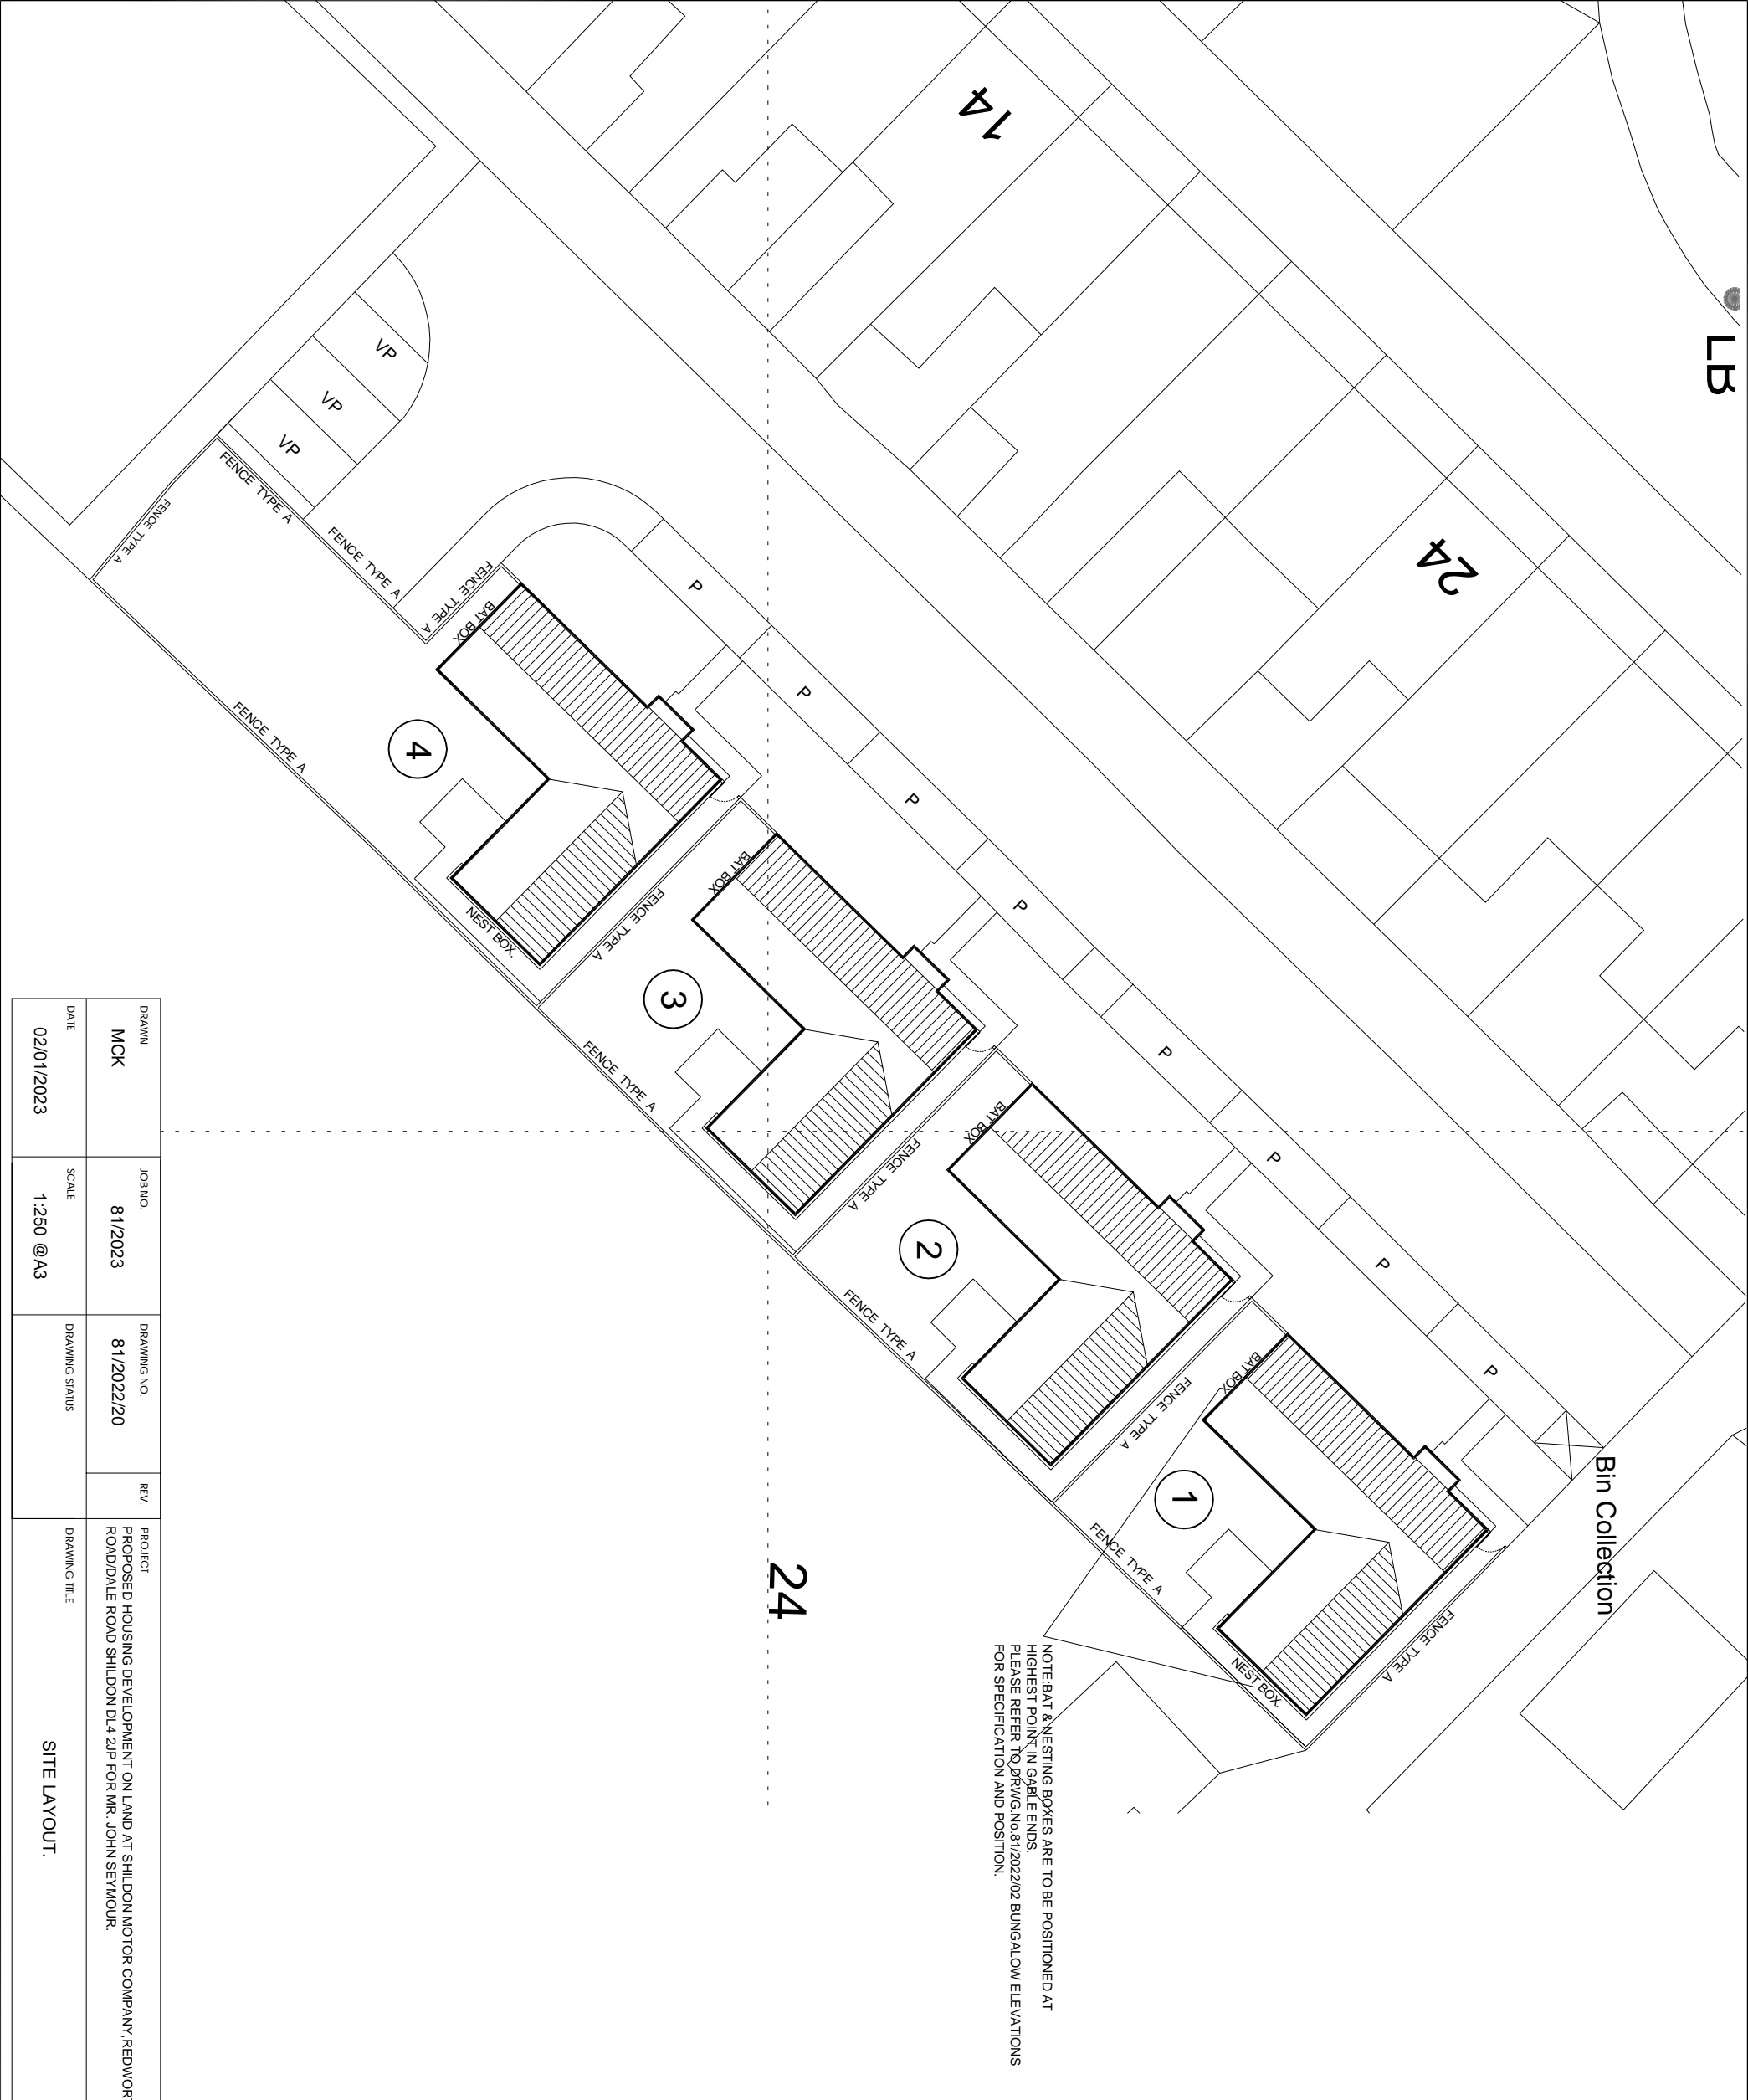 LB
14
24
VP
VP
VP
FENCE TYPE A
FENCE TYPE A
FENCE TYPE A
FENCE TYPE A
FENCE TYPE A
P
P
P
P
P
P
P
P
Bin Collection
BAT BOX
4
NEST BOX.
FENCE TYPE A
BAT BOX
3
FENCE TYPE A
FENCE TYPE A
BAT BOX
2
FENCE TYPE A
FENCE TYPE A
BAT BOX
1
FENCE TYPE A
NEST BOX.
FENCE TYPE A
24
NOTE:BAT & NESTING BOXES ARE TO BE POSITIONED AT
HIGHEST POINT IN GABLE ENDS.
PLEASE REFER TO DRWG.No.81/2022/02 BUNGALOW ELEVATIONS
FOR SPECIFICATION AND POSITION.
DRAWN
MCK
JOB NO.
81/2023
DRAWING NO.
81/2022/20
REV.
PROJECT
PROPOSED HOUSING DEVELOPMENT ON LAND AT SHILDON MOTOR COMPANY,
ROAD/DALE ROAD SHILDON DL4 2JP FOR MR. JOHN SEYMOUR.
DATE
02/01/2023
SCALE
1:250 @A3
DRAWING STATUS
DRAWING TITLE
SITE LAYOUT.